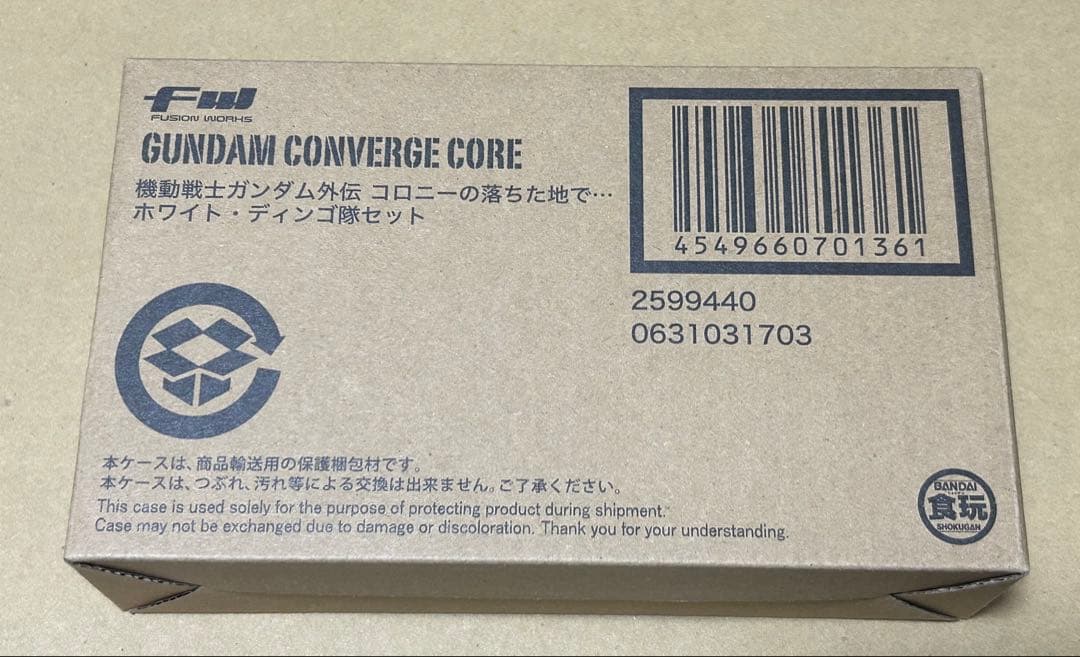 FW
FUSION WORKS
GUNDAM CONVERGE CORE
機動戦士ガンダム外伝 コロニーの落ちた地で…
ホワイト・ディンゴ隊セット
4549660701361
2599440
0631031703
本ケースは、商品輸送用の保護梱包材です。
本ケースは、つぶれ、汚れ等による交換は出来ません。ご了承ください。
This case is used solely for the purpose of protecting product during shipment.
Case may not be exchanged due to damage or discoloration. Thank you for your understanding.
BANDAI
食玩
SHOKUGAN